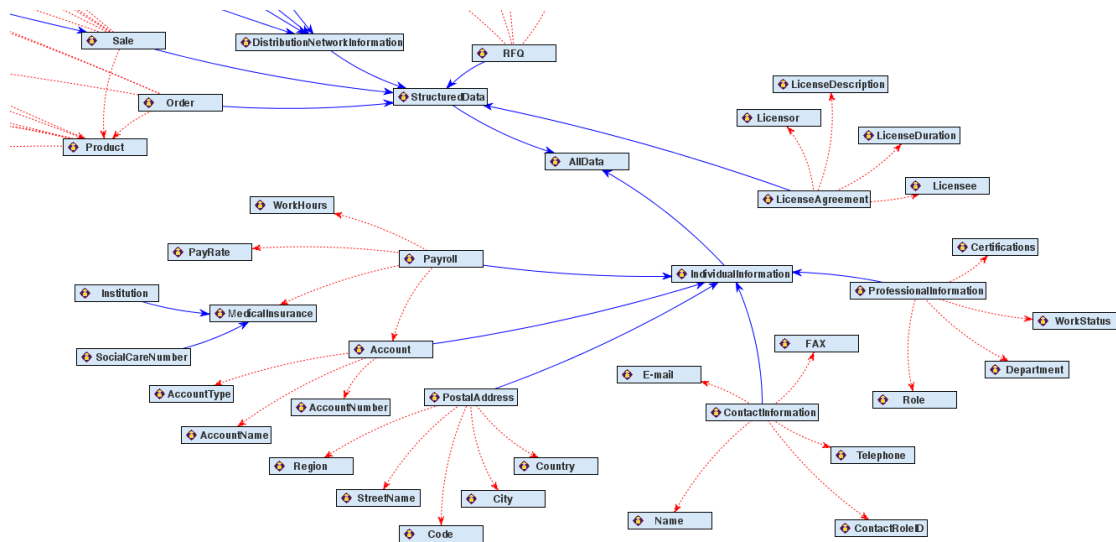 Sale
DistributionNetworkInformation
RFQ
LicenseDescription
StructuredData
Order
Licensor
LicenseDuration
Product
AllData
Licensee
LicenseAgreement
WorkHours
Certifications
PayRate
Payroll
IndividualInformation
Institution
ProfessionalInformation
MedicalInsurance
WorkStatus
SocialCareNumber
Account
FAX
Department
E-mail
AccountType
PostalAddress
Role
AccountNumber
ContactInformation
AccountName
Region
Country
Telephone
StreetName
City
Name
ContactRoleID
Code